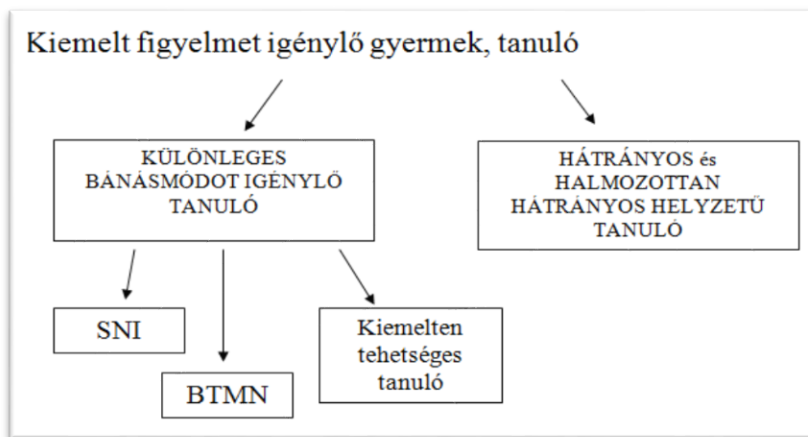 Kiemelt figyelmet igénylő gyermek, tanuló
KÜLÖNLEGES
BÁNÁSMÓDOT IGÉNYLŐ
TANULÓ
HÁTRÁNYOS és
HALMOZOTTAN
HÁTRÁNYOS HELYZETÜ
TANULÓ
SNI
BTMN
Kiemelten
tehetséges
tanuló